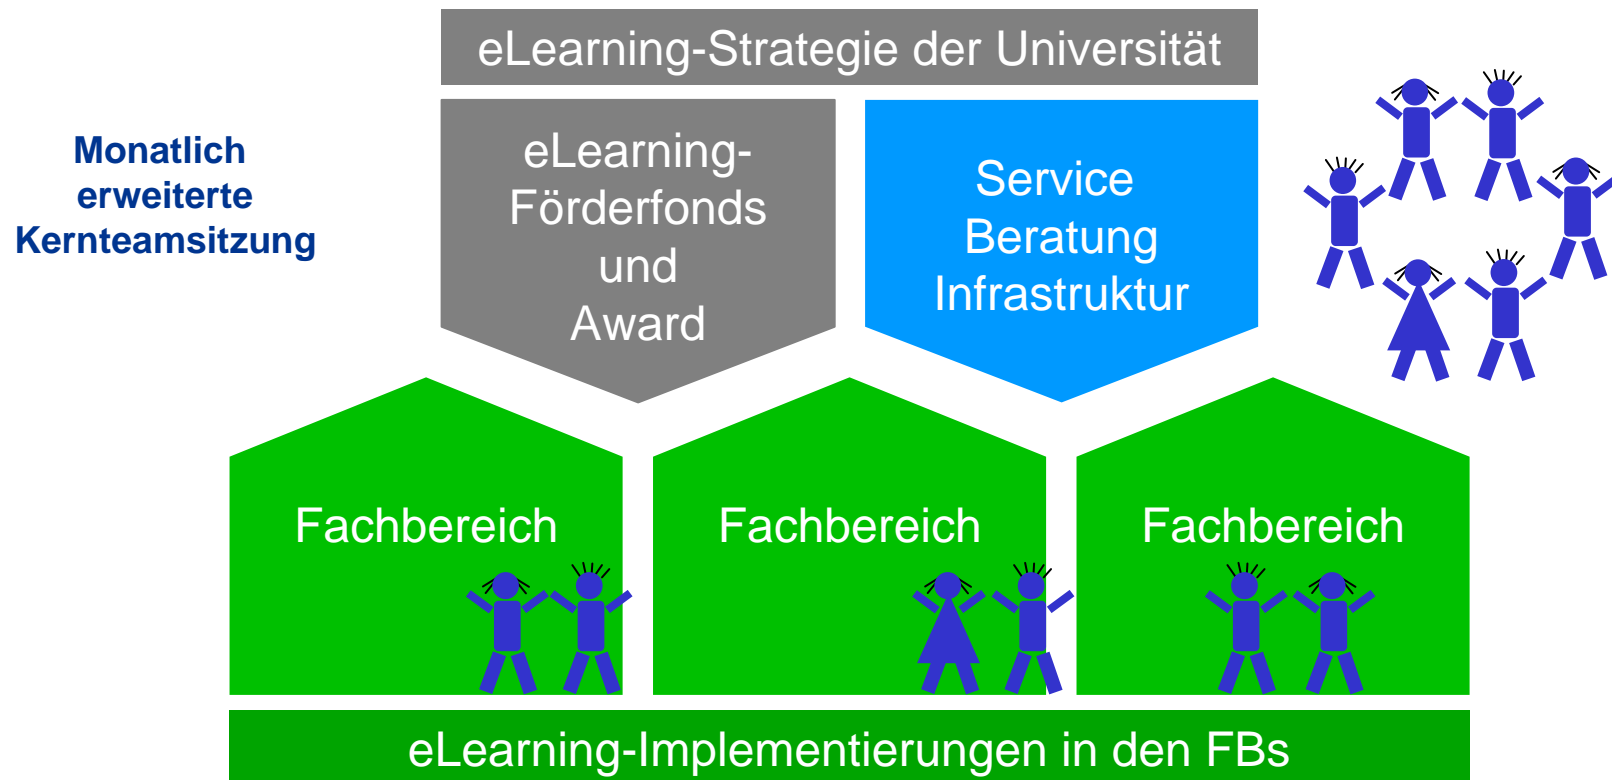 eLearning-Strategie der Universität
Monatlich
erweiterte
Kernteamsitzung
eLearning-
Förderfonds
und
Award
Service
Beratung
Infrastruktur
Fachbereich
Fachbereich
Fachbereich
eLearning-Implementierungen in den FBs